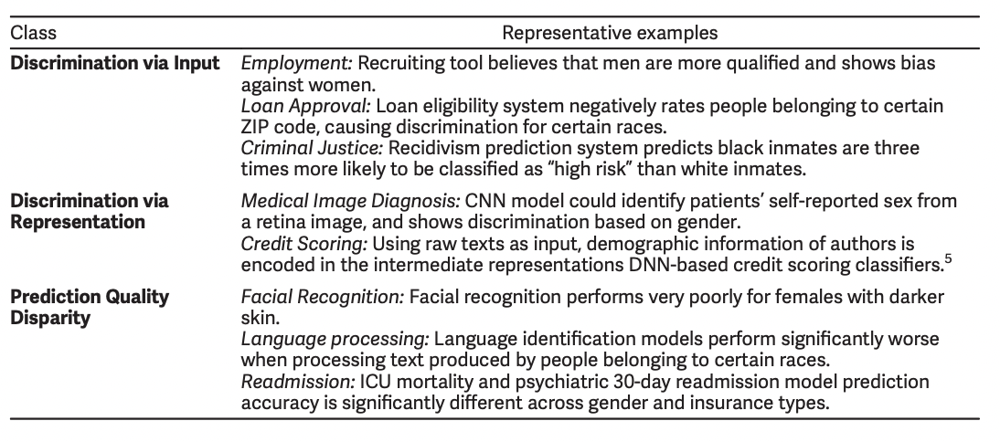 Class Representative examples
Discrimination via Input Employment: Recruiting tool believes that men are more qualified and shows bias
against women.
Loan Approval: Loan eligibility system negatively rates people belonging to certain
ZIP code, causing discrimination for certain races.
Criminal Justice: Recidivism prediction system predicts black inmates are three
times more likely to be classified as “high risk” than white inmates.
Discrimination via Medical Image Diagnosis: CNN model could identify patients’ self-reported sex from
Representation a retina image, and shows discrimination based on gender.
Credit Scoring: Using raw texts as input, demographic information of authors is
encoded in the intermediate representations DNN-based credit scoring classifiers.5
Prediction Quality Facial Recognition: Facial recognition performs very poorly for females with darker
Disparity skin.
Language processing: Language identification models perform significantly worse
when processing text produced by people belonging to certain races.
Readmission: ICU mortality and psychiatric 30-day readmission model prediction
accuracy is significantly different across gender and insurance types.